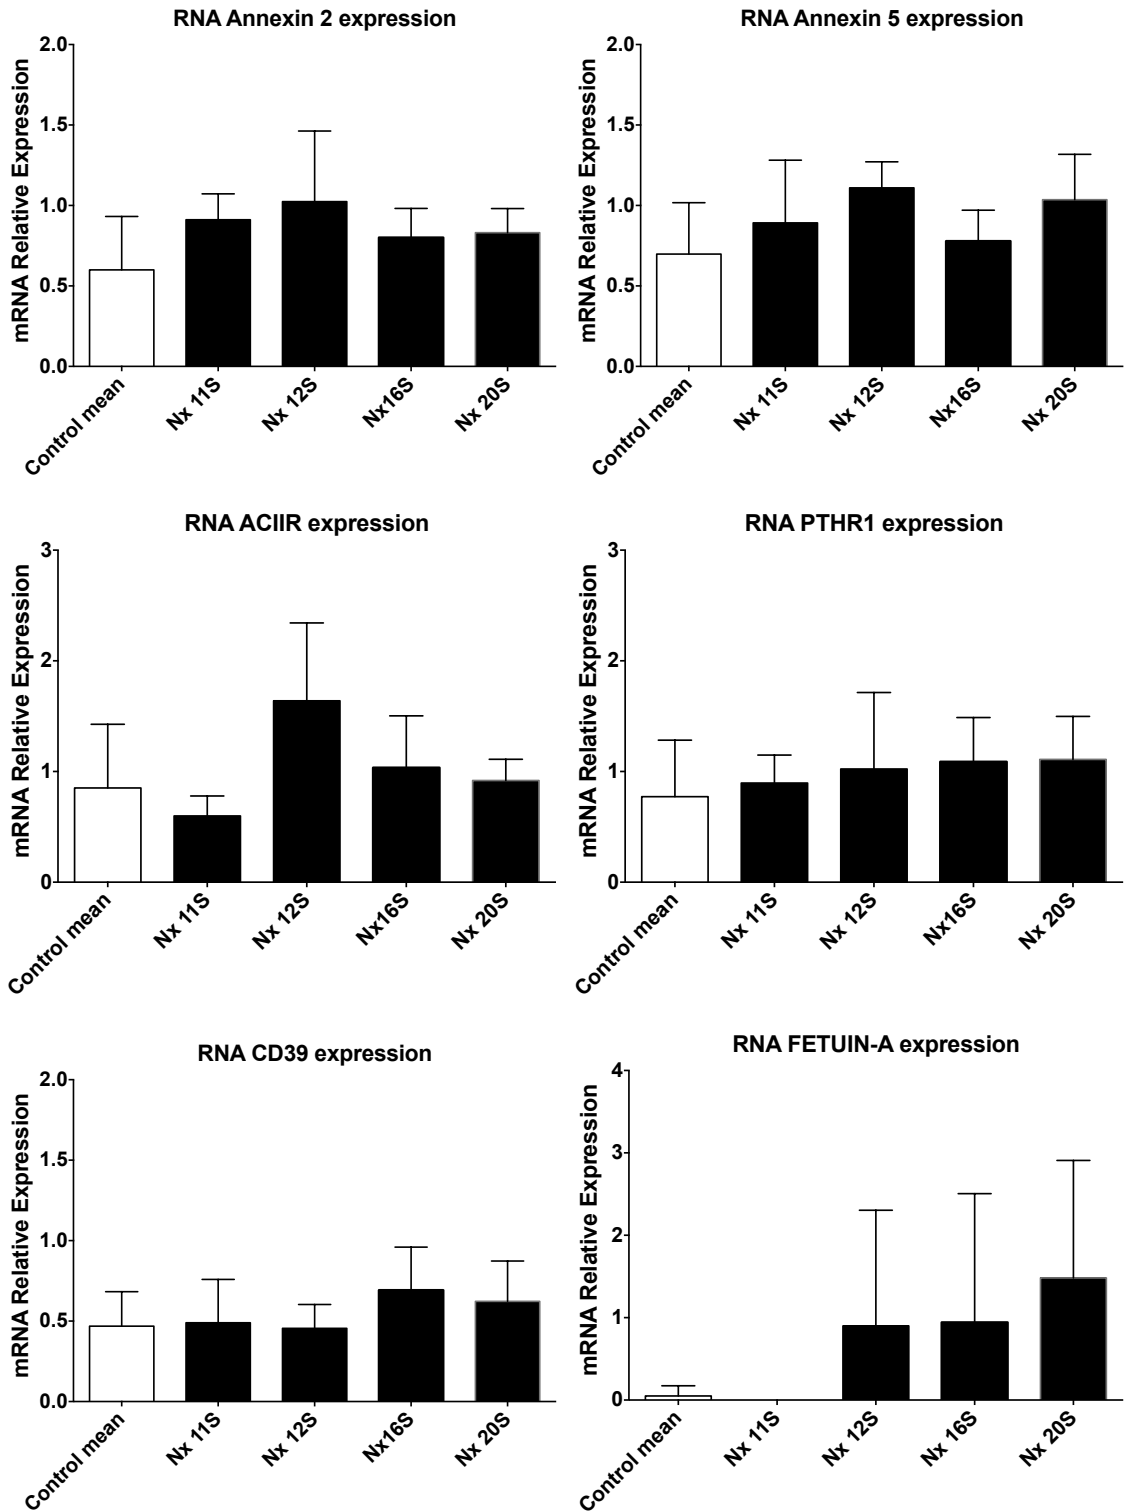 RNA Annexin 2 expression
mRNA Relative Expression
2.0
1.5
1.0
0.5
0.0
Control mean
Nx 11S
Nx 12S
Nx16S
Nx 20S
RNA Annexin 5 expression
mRNA Relative Expression
2.0
1.5
1.0
0.5
0.0
Control mean
Nx 11S
Nx 12S
Nx16S
Nx 20S
RNA ACIIR expression
mRNA Relative Expression
3
2
1
0
Control mean
Nx 11S
Nx 12S
Nx16S
Nx 20S
RNA PTHR1 expression
mRNA Relative Expression
3
2
1
0
Control mean
Nx 11S
Nx 12S
Nx16S
Nx 20S
RNA CD39 expression
mRNA Relative Expression
2.0
1.5
1.0
0.5
0.0
Control mean
Nx 11S
Nx 12S
Nx16S
Nx 20S
RNA FETUIN-A expression
mRNA Relative Expression
4
3
2
1
0
Control mean
Nx 11S
Nx 12S
Nx 16S
Nx 20S